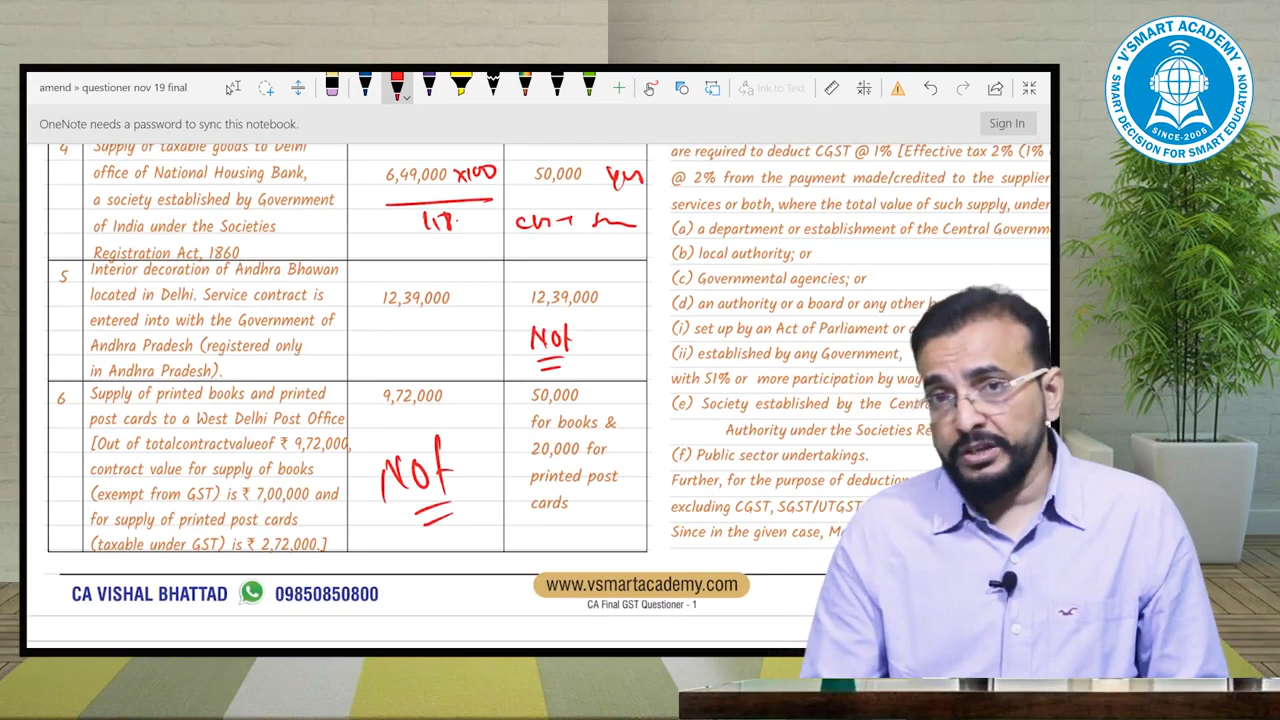 amend » questioner nov 19 final
Ink to Text
OneNote needs a password to sync this notebook.
Sign In
4
Supply of taxable goods to Delhi
office of National Housing Bank,
a society established by Government
of India under the Societies
Registration Act, 1860
6,49,000 x100
118
50,000 yes
5
Interior decoration of Andhra Bhawan
located in Delhi. Service contract is
entered into with the Government of
Andhra Pradesh (registered only
in Andhra Pradesh).
12,39,000
12,39,000
Not
6
Supply of printed books and printed
post cards to a West Delhi Post Office
[Out of totalcontractvalueof ₹ 9,72,000,
contract value for supply of books
(exempt from GST) is ₹ 7,00,000 and
for supply of printed post cards
(taxable under GST) is ₹ 2,72,000.]
9,72,000
Not
50,000
for books &
20,000 for
printed post
cards
are required to deduct CGST @ 1% [Effective tax 2% (1%
@ 2% from the payment made/credited to the supplier
services or both, where the total value of such supply, under
(a) a department or establishment of the Central Governm
(b) local authority; or
(c) Governmental agencies; or
(d) an authority or a board or any other
(i) set up by an Act of Parliament or
(ii) established by any Government,
with 51% or more participation by way
(e) Society established by the
Authority under the Societies
(f) Public sector undertakings.
Further, for the purpose of
excluding CGST, SGST/UTGST
Since in the given case,
CA VISHAL BHATTAD 09850850800
www.vsmartacademy.com
CA Final GST Questioner - 1
V'SMART ACADEMY
SINCE-2005
SMART DECISION FOR SMART EDUCATION